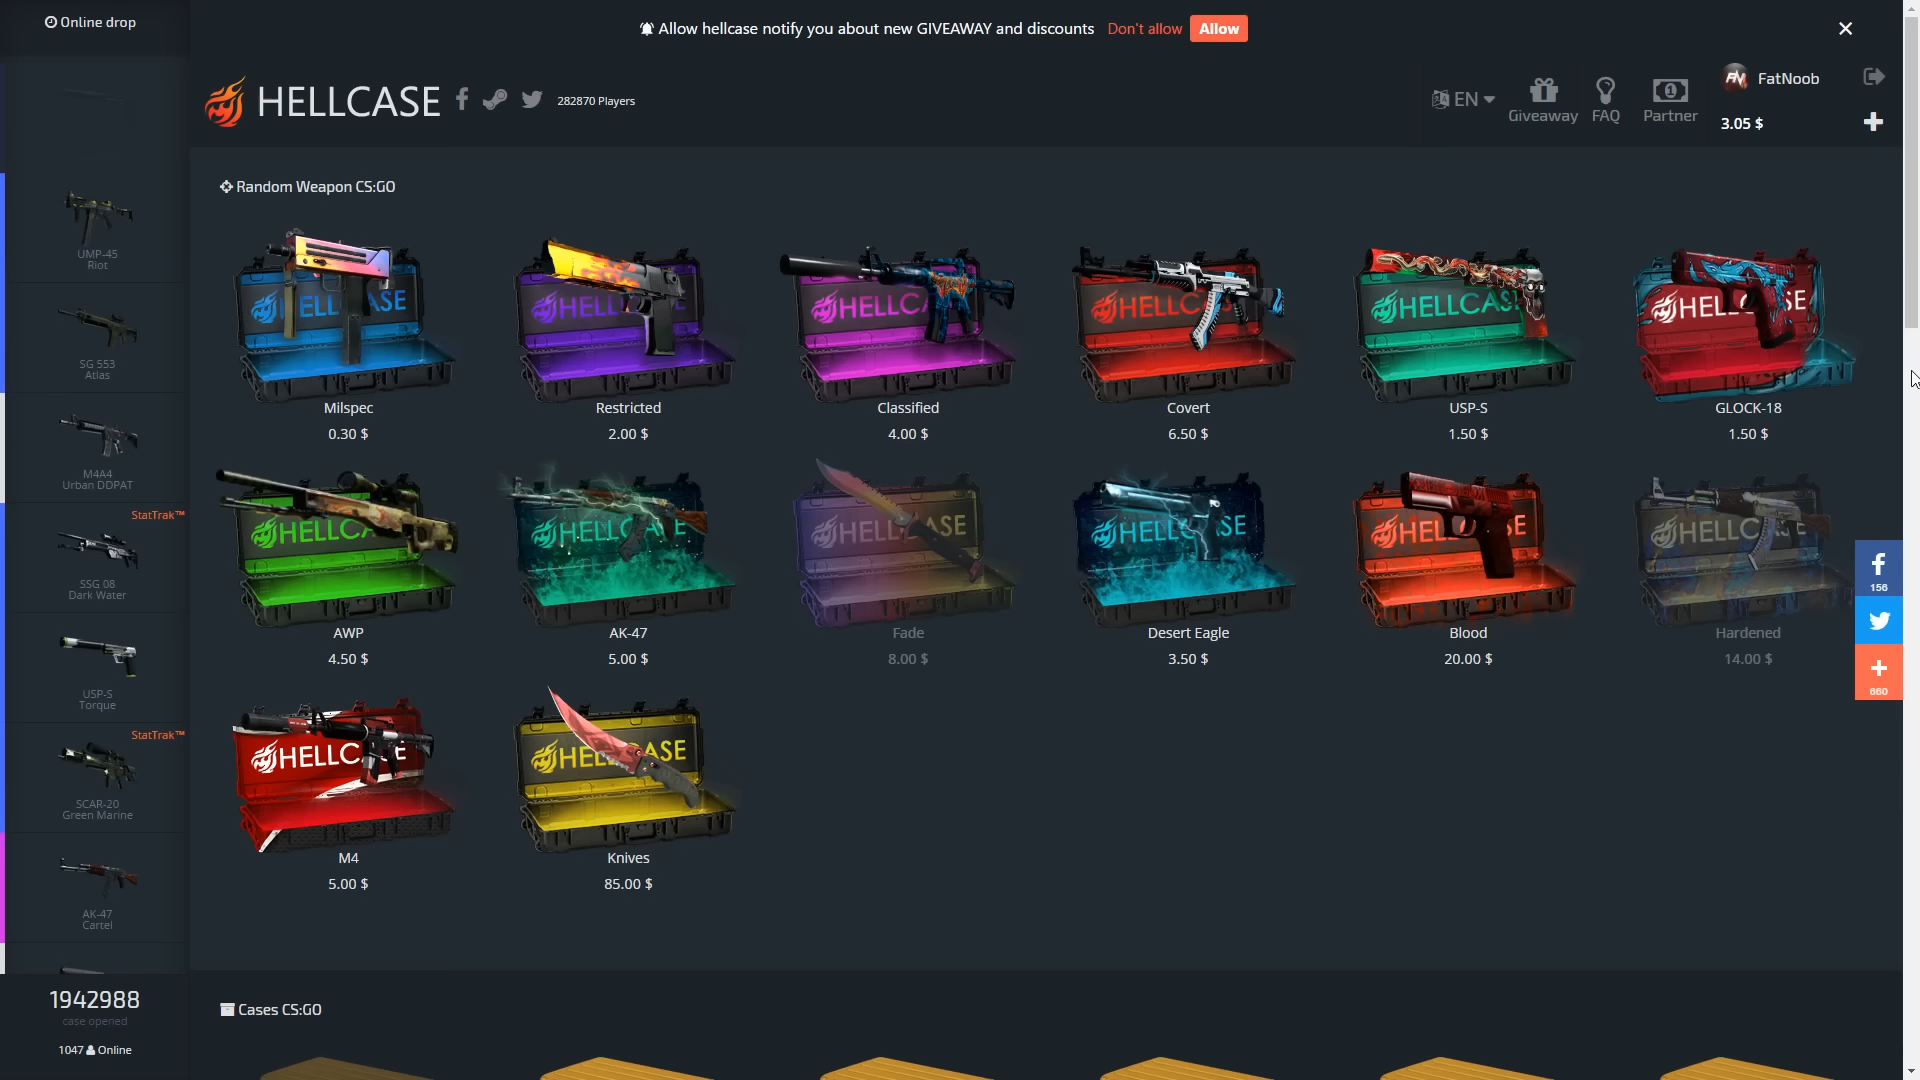 Online drop
Allow hellcase notify you about new GIVEAWAY and discounts Don't allow Allow
HELLCASE 282870 Players
EN
Giveaway FAQ Partner
FatNoob
3.05 $
Random Weapon CS:GO
UMP-45
Riot
SG 553
Atlas
M4A4
Urban DDPAT
StatTrak™
SSG 08
Dark Water
USP-S
Torque
StatTrak™
SCAR-20
Green Marine
AK-47
Cartel
Milspec
0.30 $
Restricted
2.00 $
Classified
4.00 $
Covert
6.50 $
USP-S
1.50 $
GLOCK-18
1.50 $
AWP
4.50 $
AK-47
5.00 $
Fade
8.00 $
Desert Eagle
3.50 $
Blood
20.00 $
Hardened
14.00 $
M4
5.00 $
Knives
85.00 $
156
660
1942988
case opened
1047 Online
Cases CS:GO